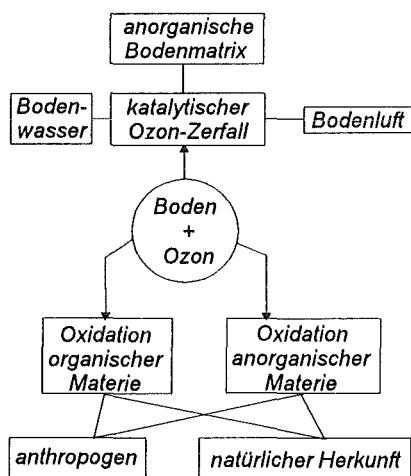 anorganische
Bodenmatrix
Boden-
wasser
katalytischer
Ozon-Zerfall
Bodenluft
Boden
+
Ozon
Oxidation
organischer
Materie
Oxidation
anorganischer
Materie
anthropogen
natürlicher Herkunft